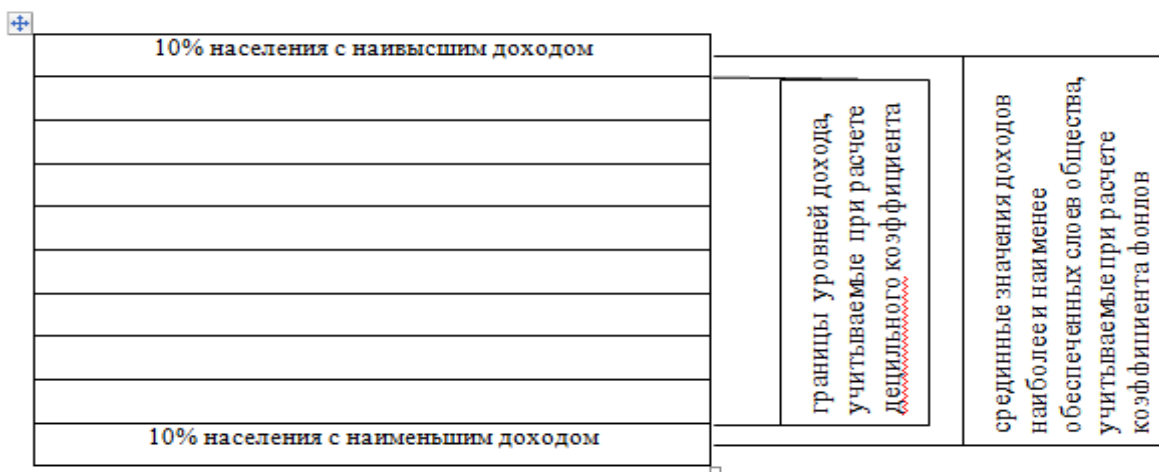 10% населения с наивысшим доходом
10% населения с наименьшим доходом
границы уровней дохода,
учитываемые при расчете
децильного коэффициента
срединные значения доходов
наиболее и наименее
обеспеченных слоев общества,
учитываемые при расчете
коэффициента фондов